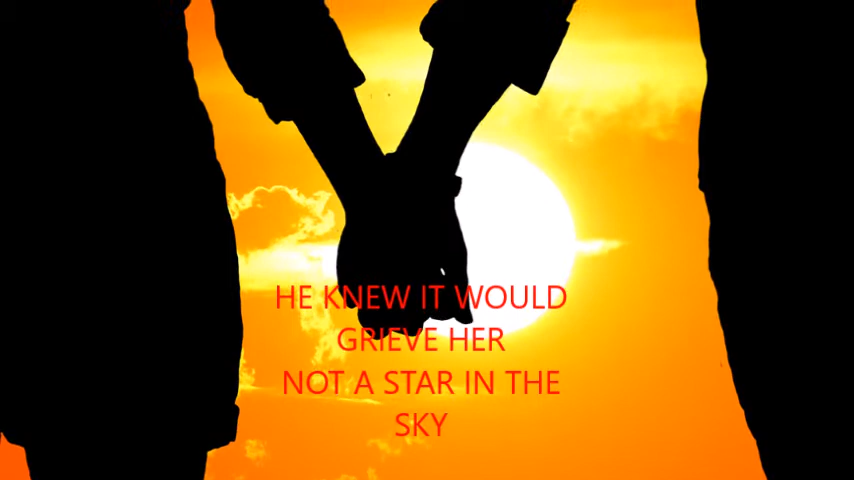 HE KNEW IT WOULD
GRIEVE HER
NOT A STAR IN THE
SKY